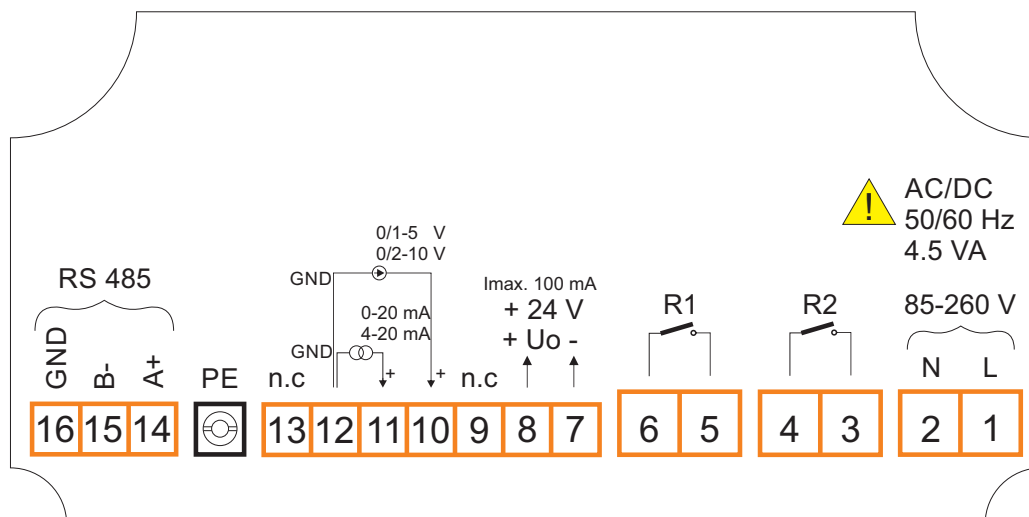 AC/DC
50/60 Hz
4.5 VA
85-260 V
N L
RS 485
GND B- A+
PE
0/1-5 V
0/2-10 V
GND
0-20 mA
4-20 mA
GND
+ +
n.c
n.c
Imax. 100 mA
+ 24 V
+ Uo -
R1
R2
16 15 14 13 12 11 10 9 8 7 6 5 4 3 2 1
!